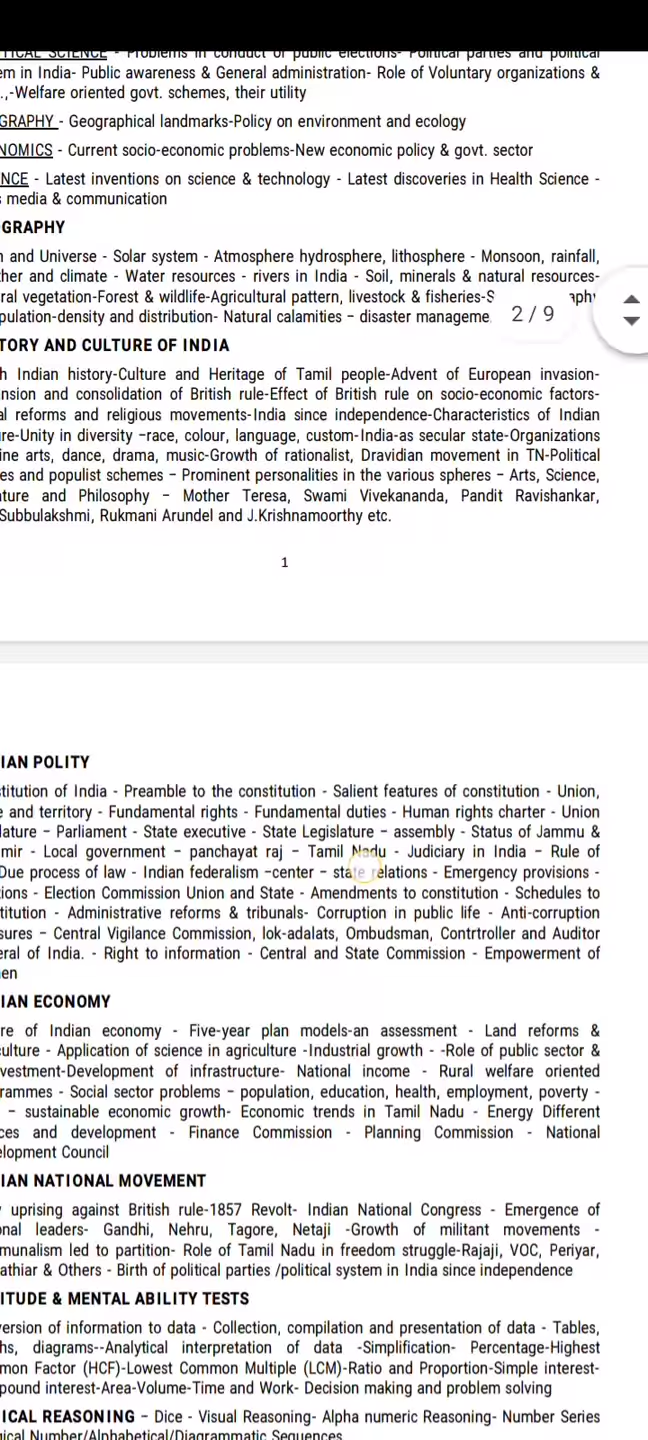 TICAL SCIENCE - Problems in conduct of public elections- Political parties and political
em in India- Public awareness & General administration- Role of Voluntary organizations &
.,-Welfare oriented govt. schemes, their utility
GRAPHY - Geographical landmarks-Policy on environment and ecology
NOMICS - Current socio-economic problems-New economic policy & govt. sector
NCE - Latest inventions on science & technology - Latest discoveries in Health Science -
s media & communication
GRAPHY
h and Universe - Solar system - Atmosphere hydrosphere, lithosphere - Monsoon, rainfall,
ther and climate - Water resources - rivers in India - Soil, minerals & natural resources-
ral vegetation-Forest & wildlife-Agricultural pattern, livestock & fisheries-S
pulation-density and distribution- Natural calamities – disaster manageme
2 / 9
TORY AND CULTURE OF INDIA
h Indian history-Culture and Heritage of Tamil people-Advent of European invasion-
nsion and consolidation of British rule-Effect of British rule on socio-economic factors-
al reforms and religious movements-India since independence-Characteristics of Indian
ure-Unity in diversity –race, colour, language, custom-India-as secular state-Organizations
ine arts, dance, drama, music-Growth of rationalist, Dravidian movement in TN-Political
es and populist schemes – Prominent personalities in the various spheres – Arts, Science,
ature and Philosophy – Mother Teresa, Swami Vivekananda, Pandit Ravishankar,
Subbulakshmi, Rukmani Arundel and J.Krishnamoorthy etc.
1
IAN POLITY
titution of India - Preamble to the constitution - Salient features of constitution - Union,
e and territory - Fundamental rights - Fundamental duties - Human rights charter - Union
lature – Parliament - State executive - State Legislature – assembly - Status of Jammu &
mir - Local government – panchayat raj – Tamil Nadu - Judiciary in India – Rule of
Due process of law - Indian federalism –center – state relations - Emergency provisions -
tions - Election Commission Union and State - Amendments to constitution - Schedules to
titution - Administrative reforms & tribunals- Corruption in public life - Anti-corruption
sures – Central Vigilance Commission, lok-adalats, Ombudsman, Contrtroller and Auditor
eral of India. - Right to information - Central and State Commission - Empowerment of
en
IAN ECONOMY
re of Indian economy - Five-year plan models-an assessment - Land reforms &
culture - Application of science in agriculture -Industrial growth - -Role of public sector &
vestment-Development of infrastructure- National income - Rural welfare oriented
rammes - Social sector problems – population, education, health, employment, poverty -
– sustainable economic growth- Economic trends in Tamil Nadu - Energy Different
ces and development - Finance Commission - Planning Commission - National
elopment Council
IAN NATIONAL MOVEMENT
y uprising against British rule-1857 Revolt- Indian National Congress - Emergence of
onal leaders- Gandhi, Nehru, Tagore, Netaji -Growth of militant movements -
munalism led to partition- Role of Tamil Nadu in freedom struggle-Rajaji, VOC, Periyar,
athiar & Others - Birth of political parties /political system in India since independence
ITUDE & MENTAL ABILITY TESTS
version of information to data - Collection, compilation and presentation of data - Tables,
hs, diagrams--Analytical interpretation of data -Simplification- Percentage-Highest
mon Factor (HCF)-Lowest Common Multiple (LCM)-Ratio and Proportion-Simple interest-
pound interest-Area-Volume-Time and Work- Decision making and problem solving
ICAL REASONING – Dice - Visual Reasoning- Alpha numeric Reasoning- Number Series
gical Number/Alphabetical/Diagrammatic Sequences